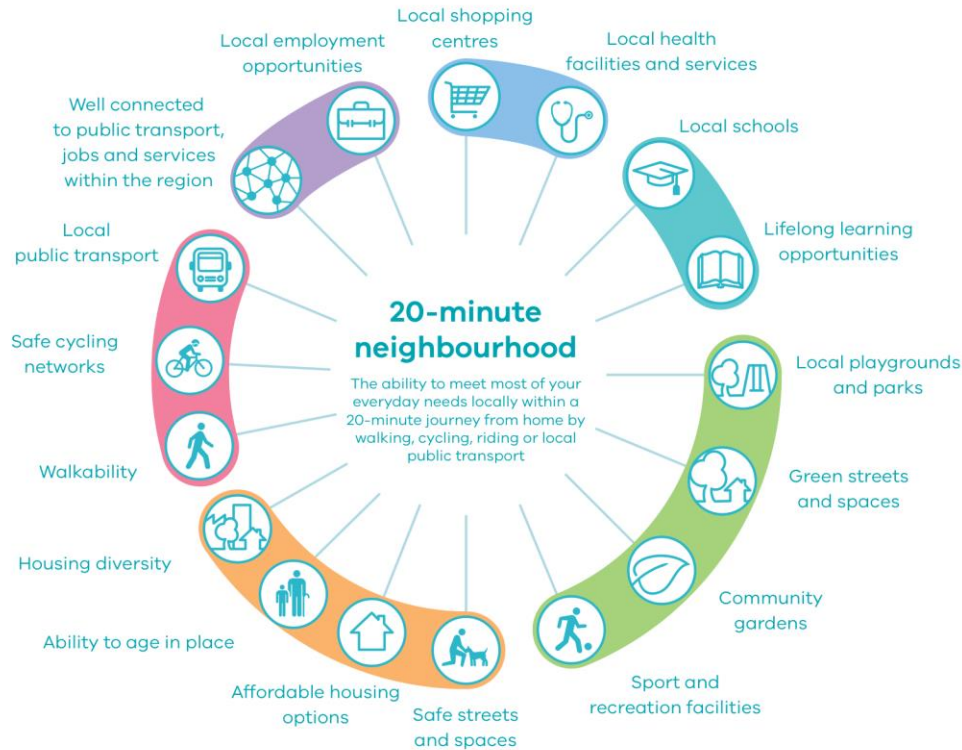 Local shopping
centres
Local health
facilities and services
Local schools
Lifelong learning
opportunities
Local playgrounds
and parks
Green streets
and spaces
Community
gardens
Sport and
recreation facilities
Safe streets
and spaces
Affordable housing
options
Ability to age in place
Housing diversity
Walkability
Safe cycling
networks
Local
public transport
Well connected
to public transport,
jobs and services
within the region
Local employment
opportunities
20-minute
neighbourhood
The ability to meet most of your
everyday needs locally within a
20-minute journey from home by
walking, cycling, riding or local
public transport